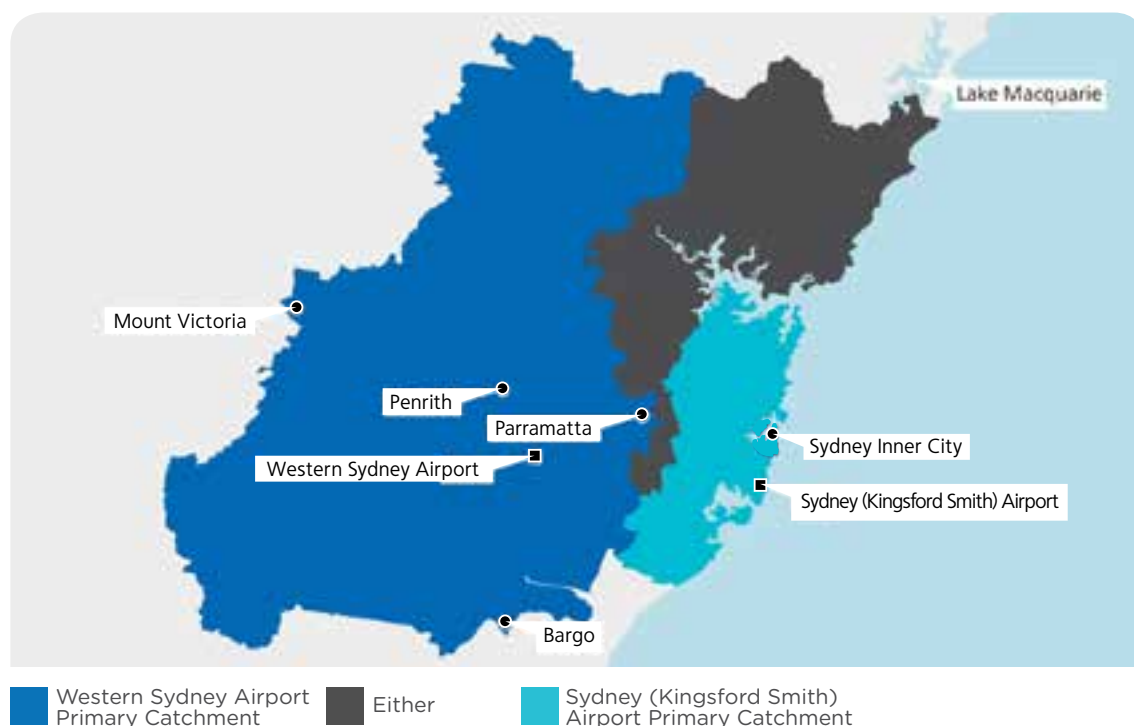 Lake Macquarie
Mount Victoria
Penrith
Parramatta
Sydney Inner City
Western Sydney Airport
Sydney (Kingsford Smith) Airport
Bargo
Western Sydney Airport
Primary Catchment
Either
Sydney (Kingsford Smith)
Airport Primary Catchment